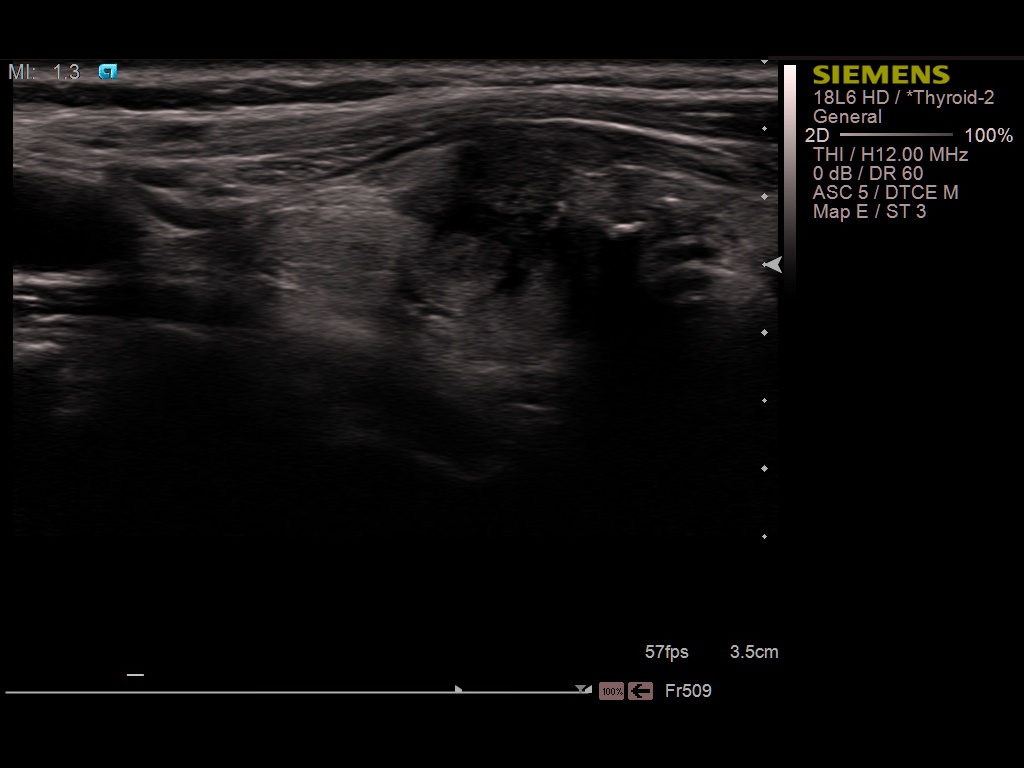 MI: 1.3
SIEMENS
18L6 HD / *Thyroid-2
General
2D 100%
THI / H12.00 MHz
0 dB / DR 60
ASC 5 / DTCE M
Map E / ST 3
57fps 3.5cm
100% Fr509